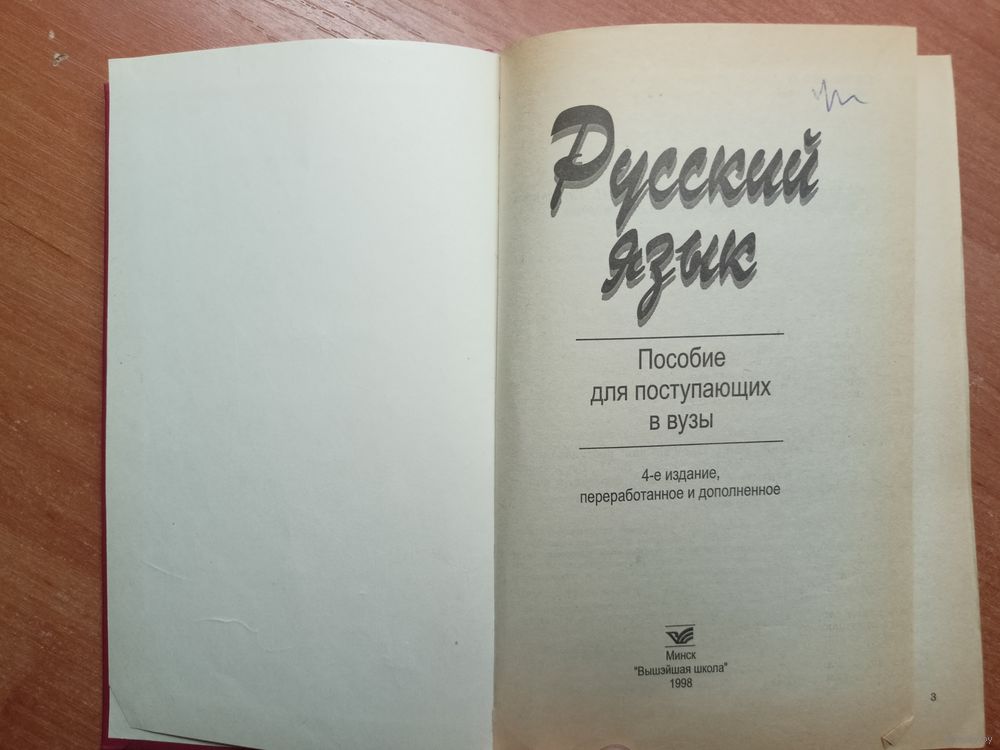 Русский
язык
Пособие
для поступающих
в вузы
4-е издание,
переработанное и дополненное
Минск
"Вышэйшая школа"
1998
3